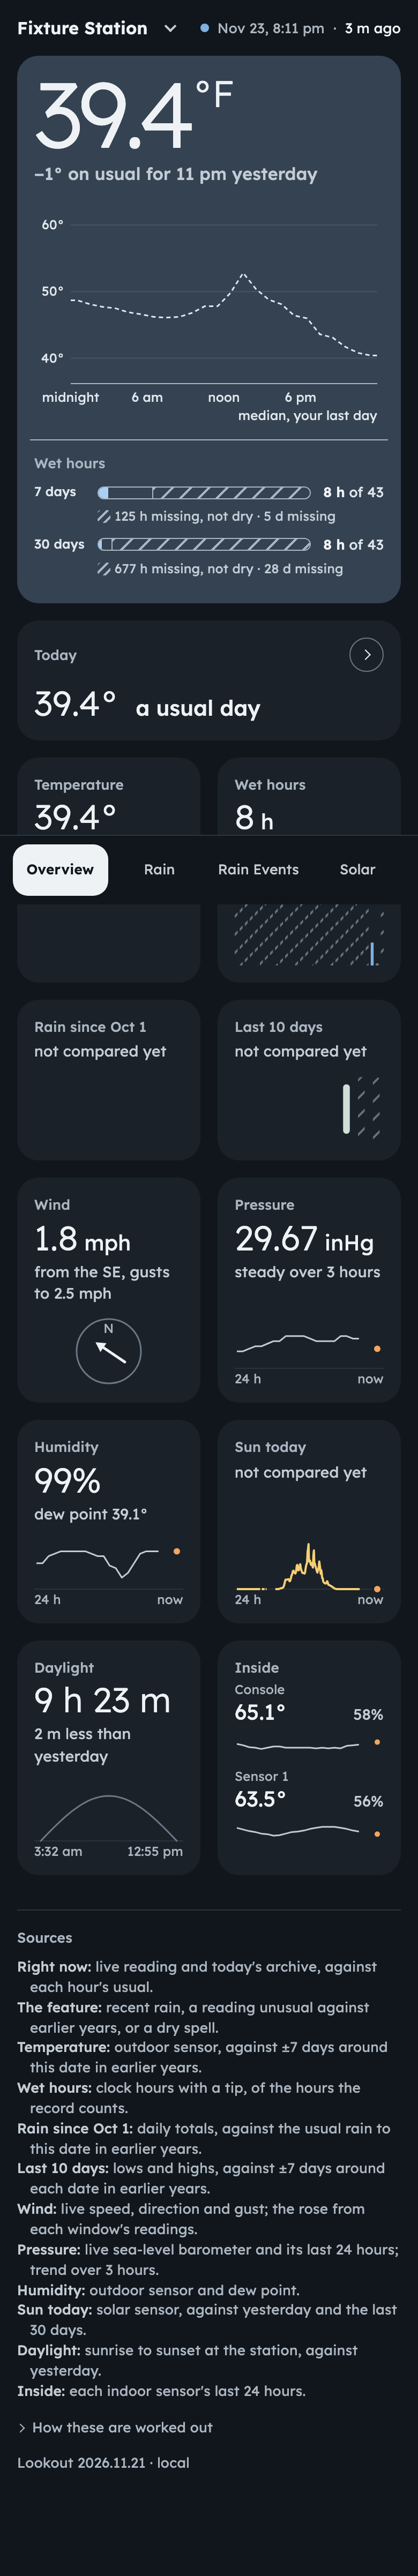 Fixture Station
Nov 23, 8:11 pm · 3 m ago
39.4°F
−1° on usual for 11 pm yesterday
60°
50°
40°
midnight 6 am noon 6 pm
median, your last day
Wet hours
7 days 8 h of 43
125 h missing, not dry · 5 d missing
30 days 8 h of 43
677 h missing, not dry · 28 d missing
Today
39.4° a usual day
Temperature
39.4°
Wet hours
8 h
Overview Rain Rain Events Solar
Rain since Oct 1
not compared yet
Last 10 days
not compared yet
Wind
1.8 mph
from the SE, gusts
to 2.5 mph
N
Pressure
29.67 inHg
steady over 3 hours
24 h now
Humidity
99%
dew point 39.1°
24 h now
Sun today
not compared yet
24 h now
Daylight
9 h 23 m
2 m less than
yesterday
3:32 am 12:55 pm
Inside
Console
65.1° 58%
Sensor 1
63.5° 56%
Sources
Right now: live reading and today's archive, against
each hour's usual.
The feature: recent rain, a reading unusual against
earlier years, or a dry spell.
Temperature: outdoor sensor, against ±7 days around
this date in earlier years.
Wet hours: clock hours with a tip, of the hours the
record counts.
Rain since Oct 1: daily totals, against the usual rain to
this date in earlier years.
Last 10 days: lows and highs, against ±7 days around
each date in earlier years.
Wind: live speed, direction and gust; the rose from
each window's readings.
Pressure: live sea-level barometer and its last 24 hours;
trend over 3 hours.
Humidity: outdoor sensor and dew point.
Sun today: solar sensor, against yesterday and the last
30 days.
Daylight: sunrise to sunset at the station, against
yesterday.
Inside: each indoor sensor's last 24 hours.
How these are worked out
Lookout 2026.11.21 · local